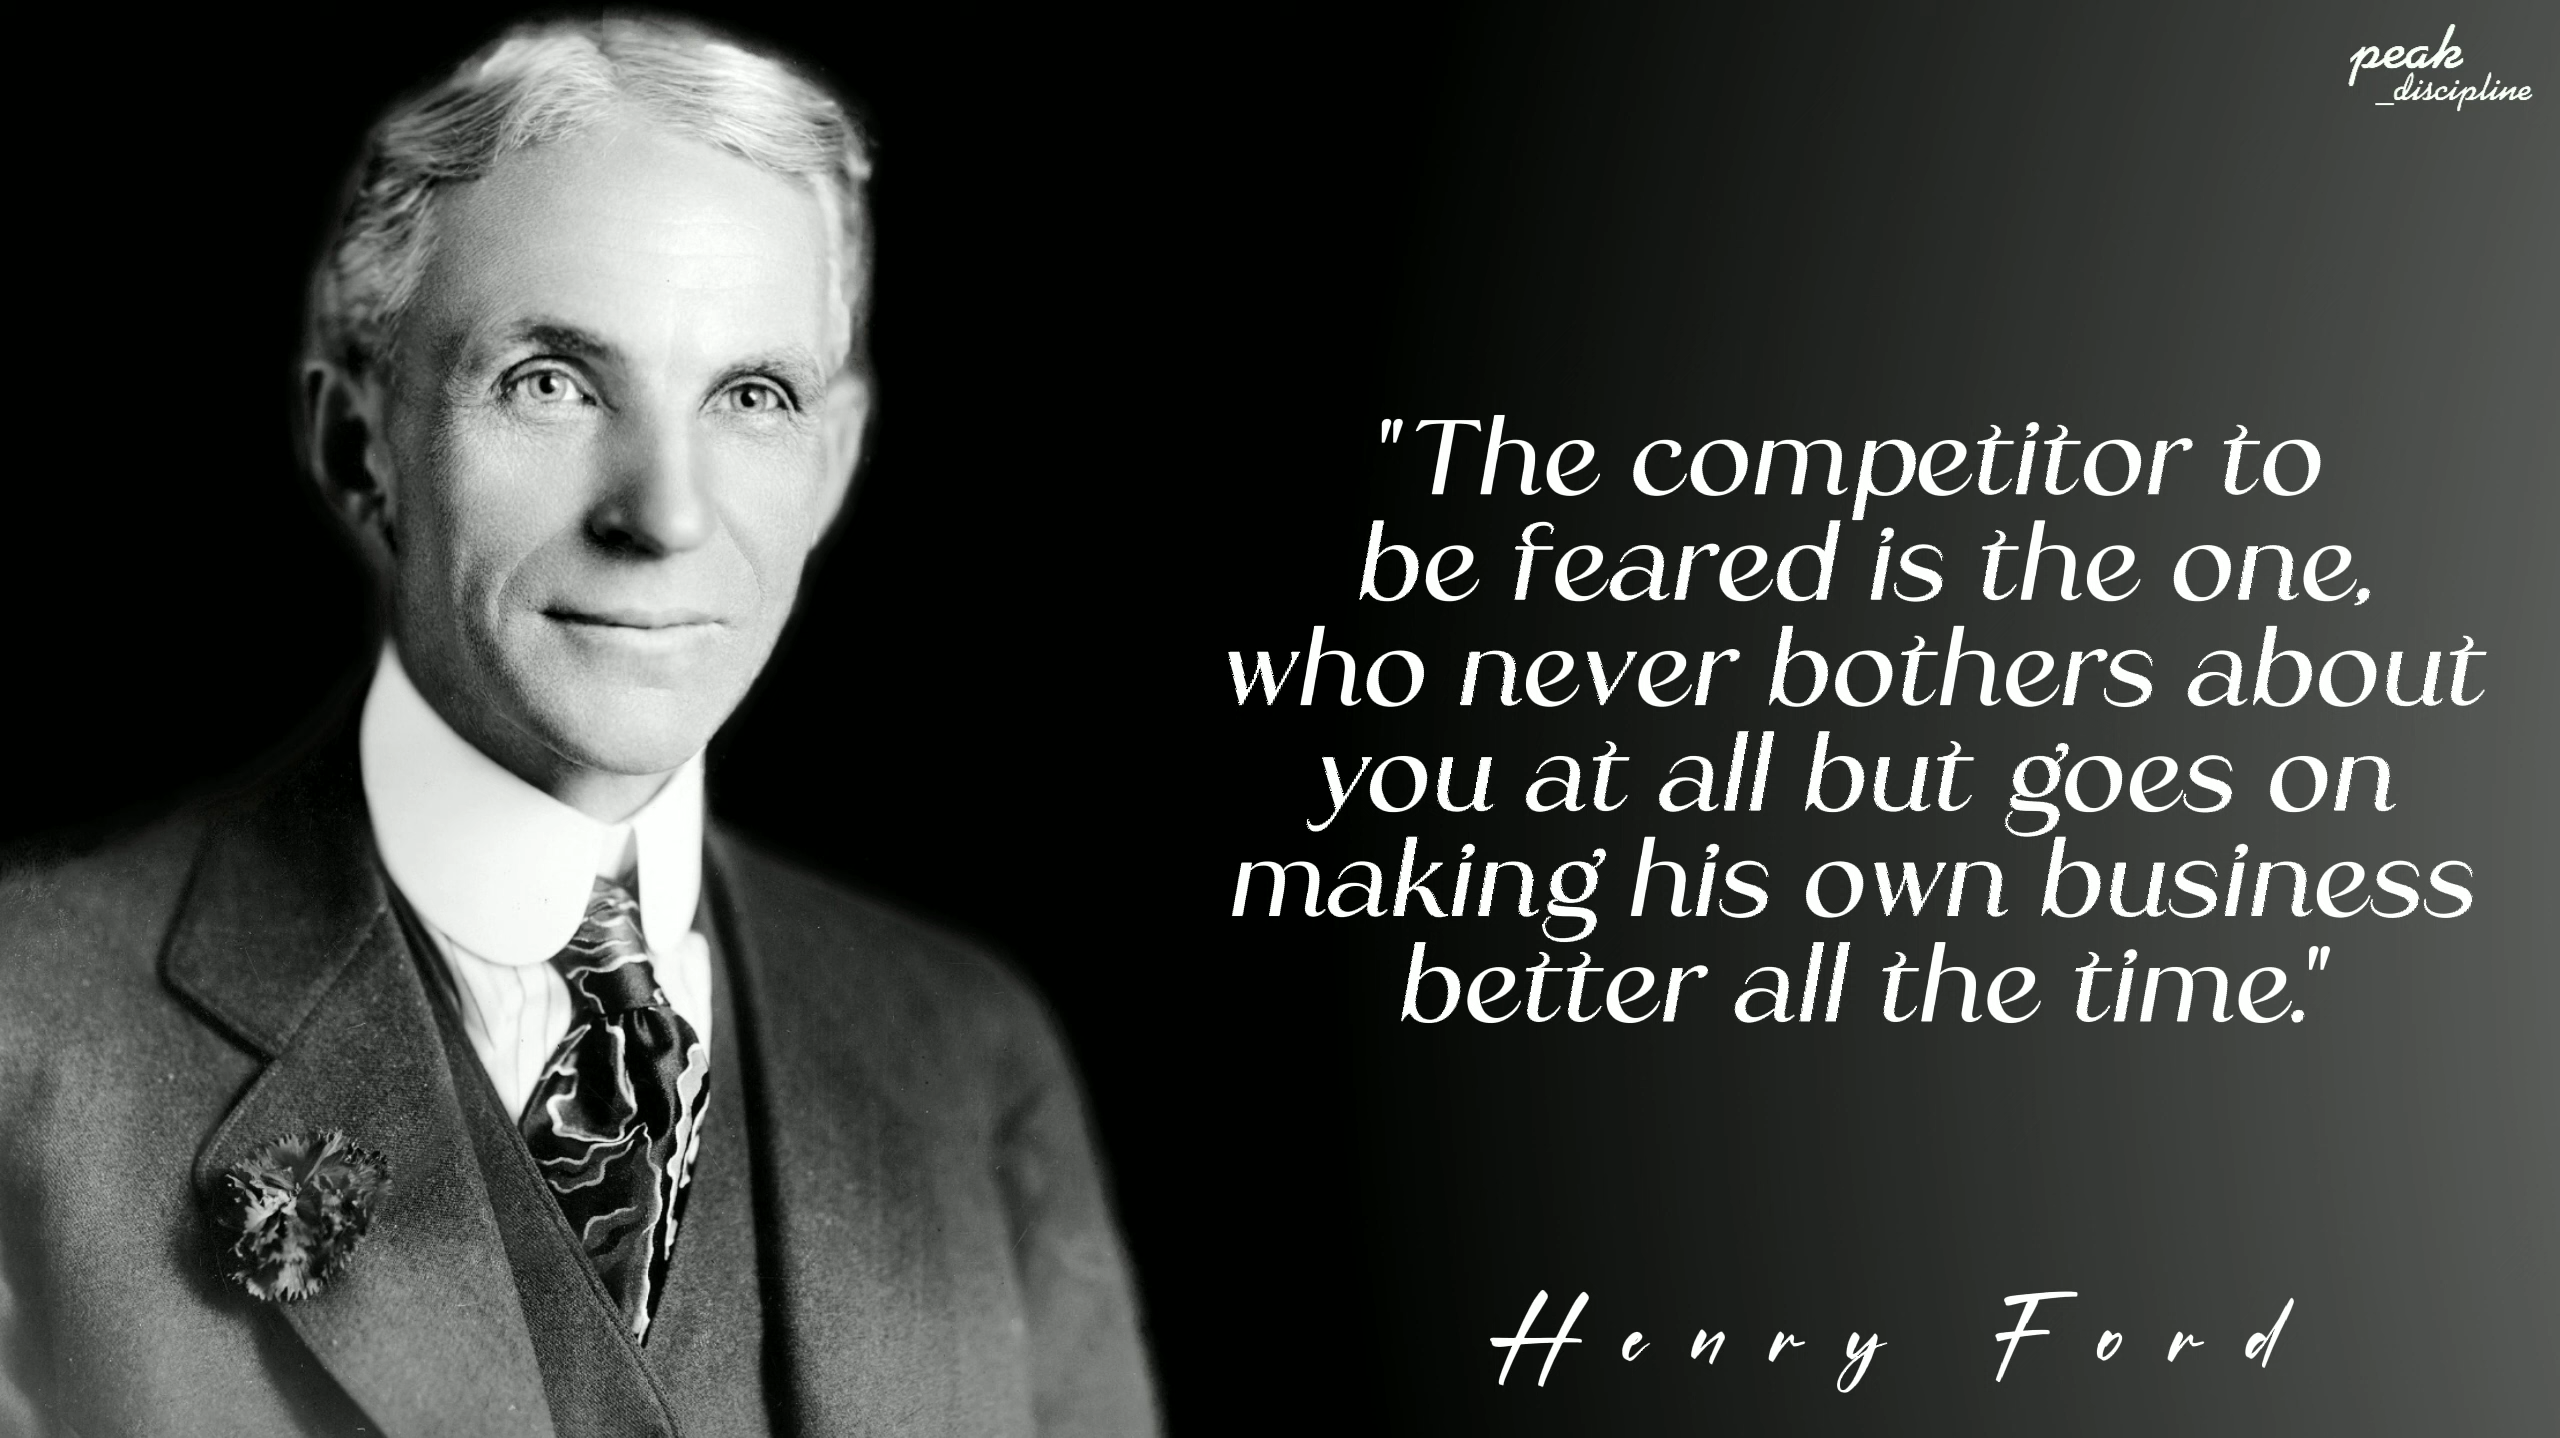 peak
_discipline
"The competitor to
be feared is the one,
who never bothers about
you at all but goes on
making his own business
better all the time."
Henry Ford